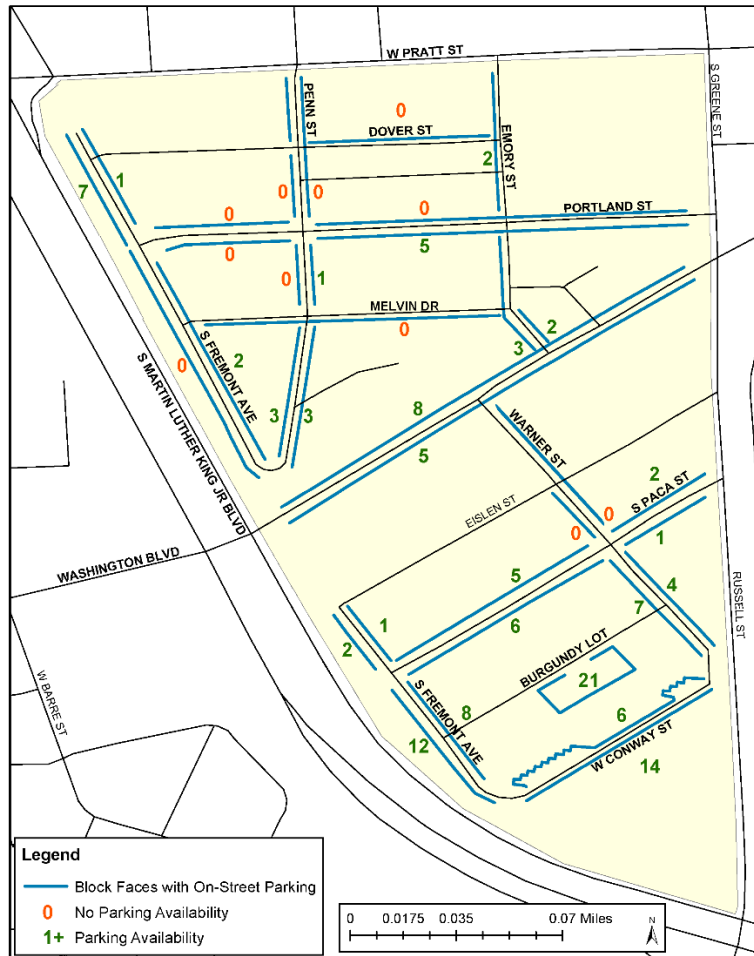 W PRATT ST
S GREENE ST
PENN ST
0
DOVER ST
EMORY ST
2
7
1
0
0
0
0
PORTLAND ST
0
5
0
1
MELVIN DR
0
2
3
0
S FREMONT AVE
2
3
3
S MARTIN LUTHER KING JR BLVD
8
5
WARNER ST
EISLEN ST
2
S PACA ST
0
0
1
WASHINGTON BLVD
RUSSELL ST
5
4
7
1
6
2
BURGUNDY LOT
W BARRE ST
S FREMONT AVE
8
21
6
12
W CONWAY ST
14
Legend
Block Faces with On-Street Parking
0 No Parking Availability
1+ Parking Availability
0 0.0175 0.035 0.07 Miles
N